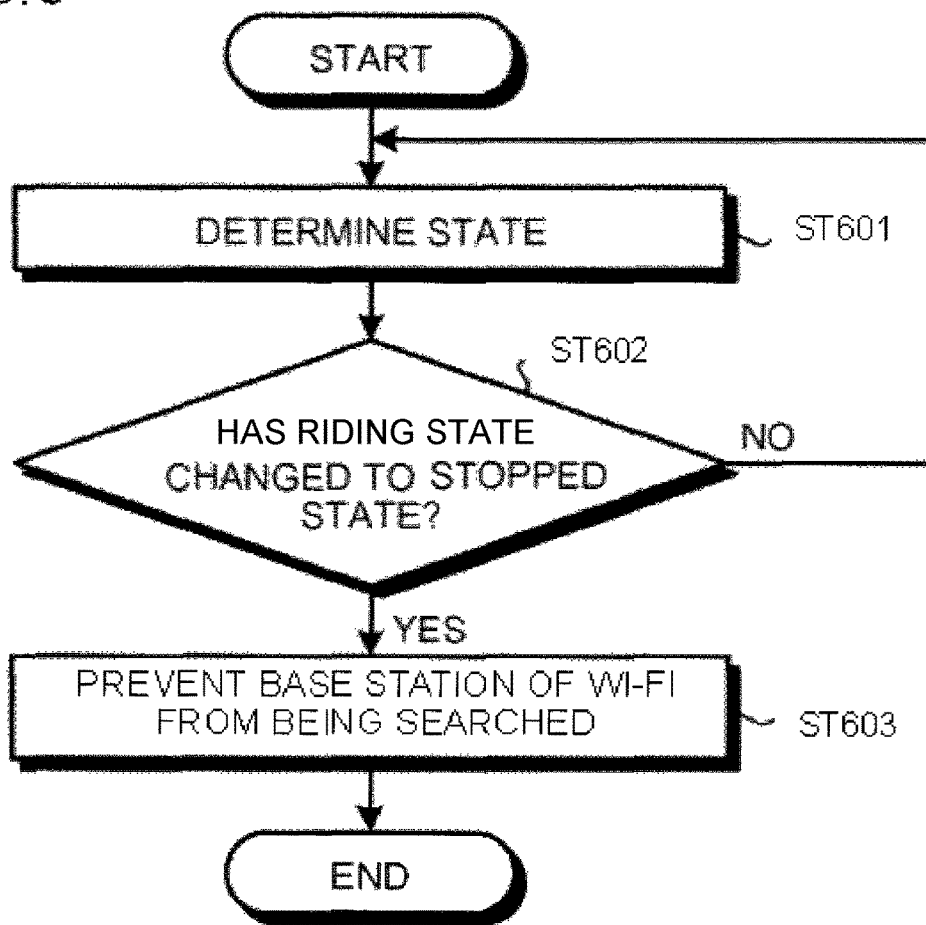 START
DETERMINE STATE
ST601
ST602
HAS RIDING STATE
CHANGED TO STOPPED
STATE?
NO
YES
PREVENT BASE STATION OF WI-FI
FROM BEING SEARCHED
ST603
END